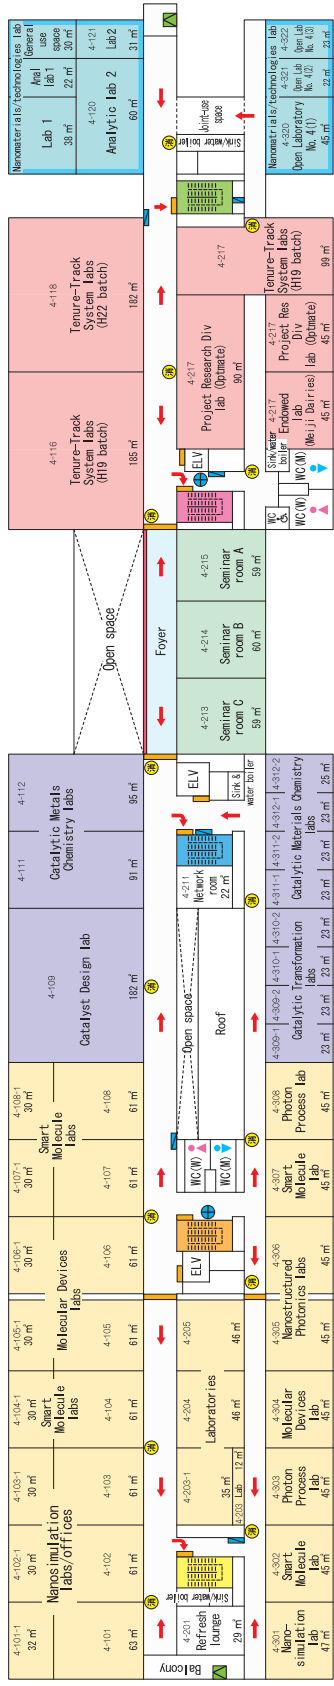 Nanomatrials/technologies lab
General
use
space
30 ㎡
Anal
lab 1
22 ㎡
Lab 1
38 ㎡
4-121
Lab2
31 ㎡
4-120
Analytic lab 2
60 ㎡
4-118
Tenure-Track
System labs
(H22 batch)
182 ㎡
4-116
Tenure-Track
System labs
(H19 batch)
185 ㎡
Open space
4-112
95 ㎡
Catalytic Metals
Chemistry labs
4-111
91 ㎡
4-109
Catalyst Design lab
182 ㎡
4-108-1
30 ㎡
4-108
61 ㎡
Smart
Molecule
labs
4-107-1
30 ㎡
4-107
61 ㎡
4-106-1
30 ㎡
4-106
61 ㎡
Molecular Devices
labs
4-105-1
30 ㎡
4-105
61 ㎡
4-104-1
30 ㎡
4-104
61 ㎡
Smart
Molecule
labs
4-103-1
30 ㎡
4-103
61 ㎡
Nanosimulation
labs/offices
4-102-1
30 ㎡
4-102
61 ㎡
4-101-1
32 ㎡
4-101
63 ㎡
消
消
消
消
消
消
消
消
Foyer
Joint-use
space
Sink/water boiler
4-217
Project Research Div
lab (Optmate)
90 ㎡
ELV
4-215
Seminar
room A
59 ㎡
4-214
Seminar
room B
60 ㎡
4-213
Seminar
room C
59 ㎡
ELV
Sink &
water boiler
4-211
Network
room
22 ㎡
Open space
Roof
WC(W)
WC(M)
ELV
4-205
46 ㎡
4-204
46 ㎡
Laboratories
4-203-1
35 ㎡
4-203
Lab
12 ㎡
Sink/water boiler
4-201
Refresh
lounge
29 ㎡
Balcony
消
消
消
消
消
Nanomaterials/technologies lab
4-322
Open Lab
No. 4(3)
23 ㎡
4-321
Open Lab
No. 4(2)
22 ㎡
4-320
Open Laboratory
No. 4(1)
45 ㎡
4-217
Tenure-Track
System labs
(H19 batch)
99 ㎡
4-217
Project Res
Div
lab (Optmate)
45 ㎡
4-217
Endowed
lab
(Meiji Dairies)
45 ㎡
Sink/water
boiler
WC(M)
WC
WC(W)
4-312-2
25 ㎡
4-312-1
23 ㎡
4-311-2
23 ㎡
4-311-1
23 ㎡
Catalytic Materials Chemistry
labs
4-310-2
23 ㎡
4-310-1
23 ㎡
4-309-2
23 ㎡
4-309-1
23 ㎡
Catalytic Transformation
labs
4-308
Photon
Process lab
45 ㎡
4-307
Smart
Molecule lab
45 ㎡
4-306
45 ㎡
Nanostructured
Photonics labs
4-305
45 ㎡
4-304
Molecular
Devices
lab
45 ㎡
4-303
Photon
Process lab
45 ㎡
4-302
Smart
Molecule lab
45 ㎡
4-301
Nano-
simulation
lab
47 ㎡